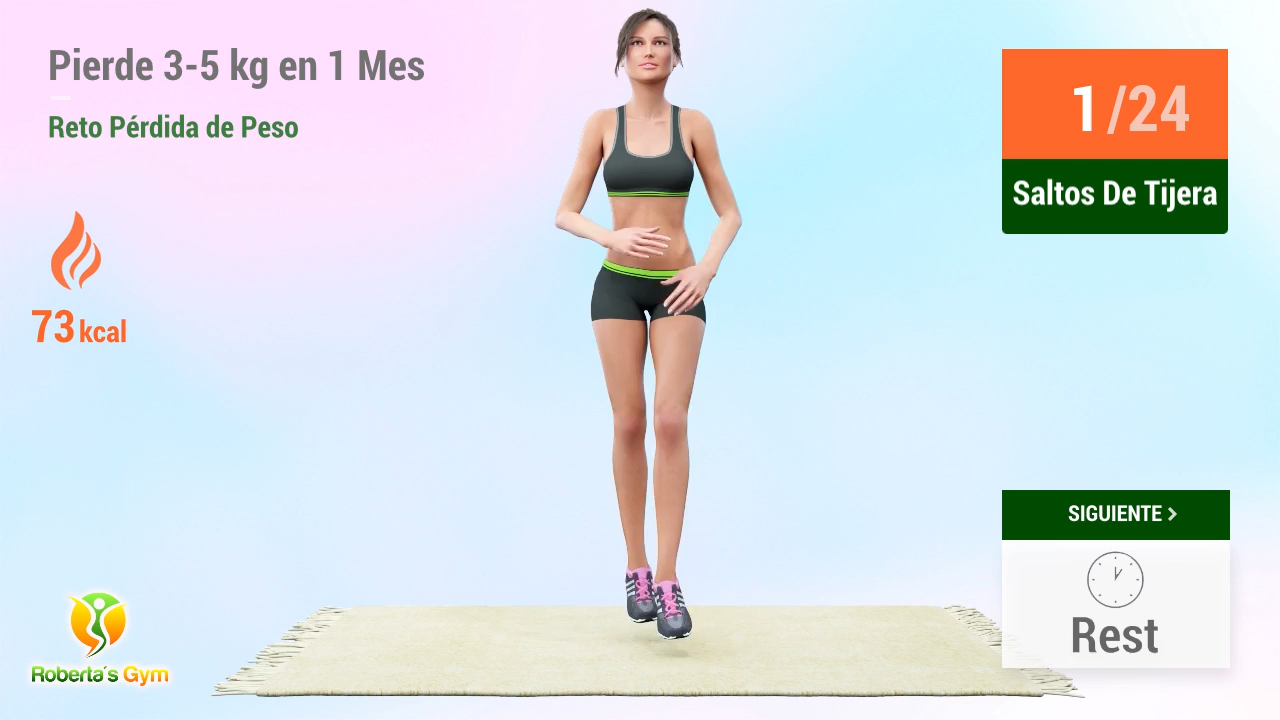 Pierde 3-5 kg en 1 Mes
Reto Pérdida de Peso
73 kcal
1/24
Saltos De Tijera
SIGUIENTE >
Rest
Roberta´s Gym